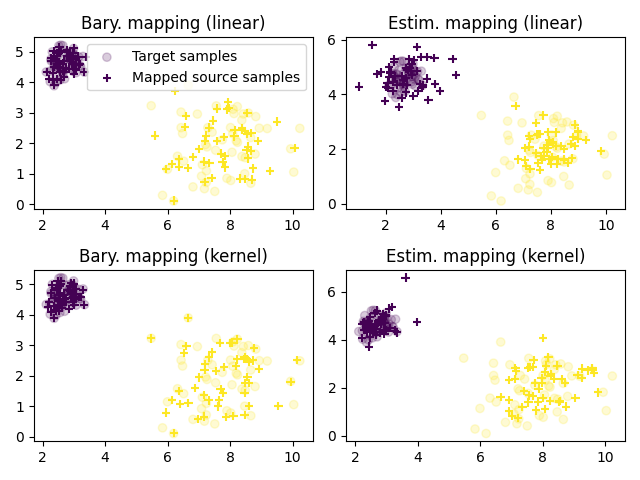 Bary. mapping (linear)
Estim. mapping (linear)
Target samples
Mapped source samples
5
4
3
2
1
0
2 4 6 8 10
6
4
2
0
2 4 6 8 10
Bary. mapping (kernel)
Estim. mapping (kernel)
5
4
3
2
1
0
2 4 6 8 10
6
4
2
0
2 4 6 8 10